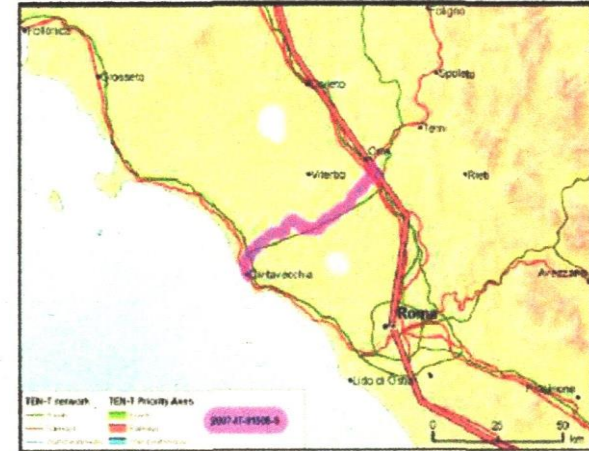 Foligno
Follonica
Grosseto
Spoleto
Orvieto
Terni
Orte
Viterbo
Rieti
Civitavecchia
Avezzano
Roma
Lido di Ostia
Frosinone
TEN-T network TEN-T Priority Axes
0 25 50
km